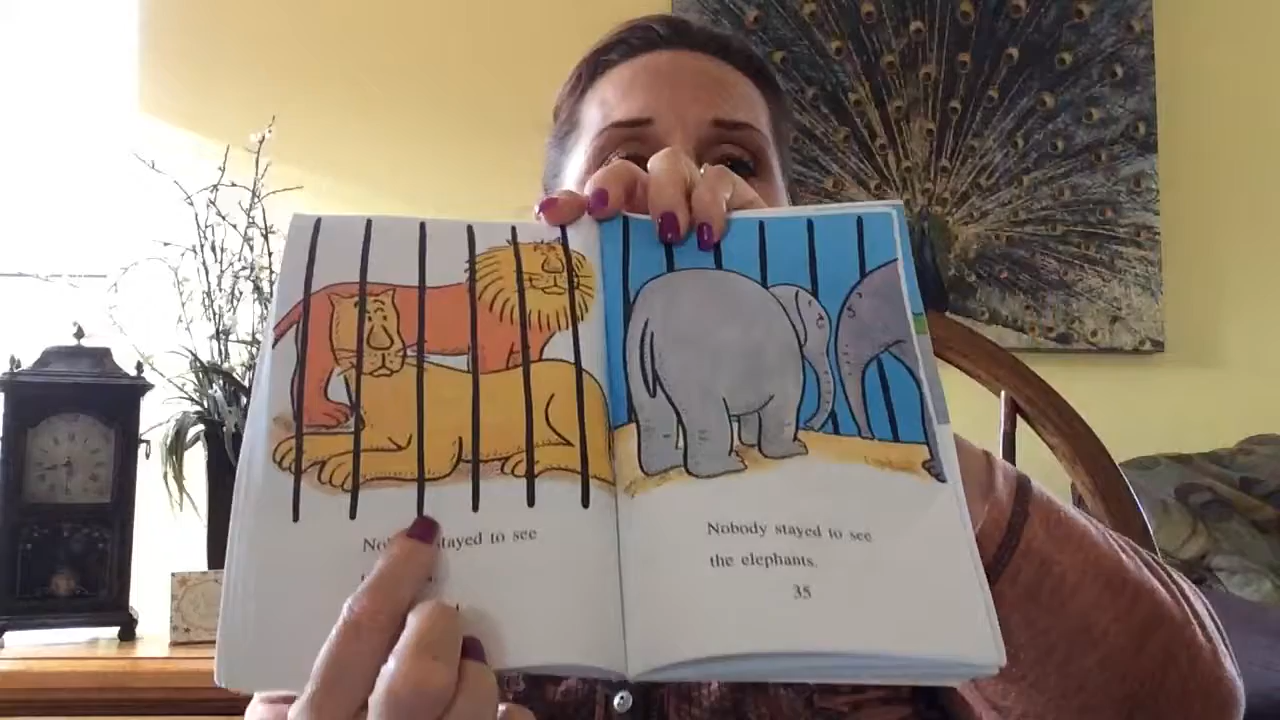 stayed to see
Nobody stayed to see
the elephants.
35